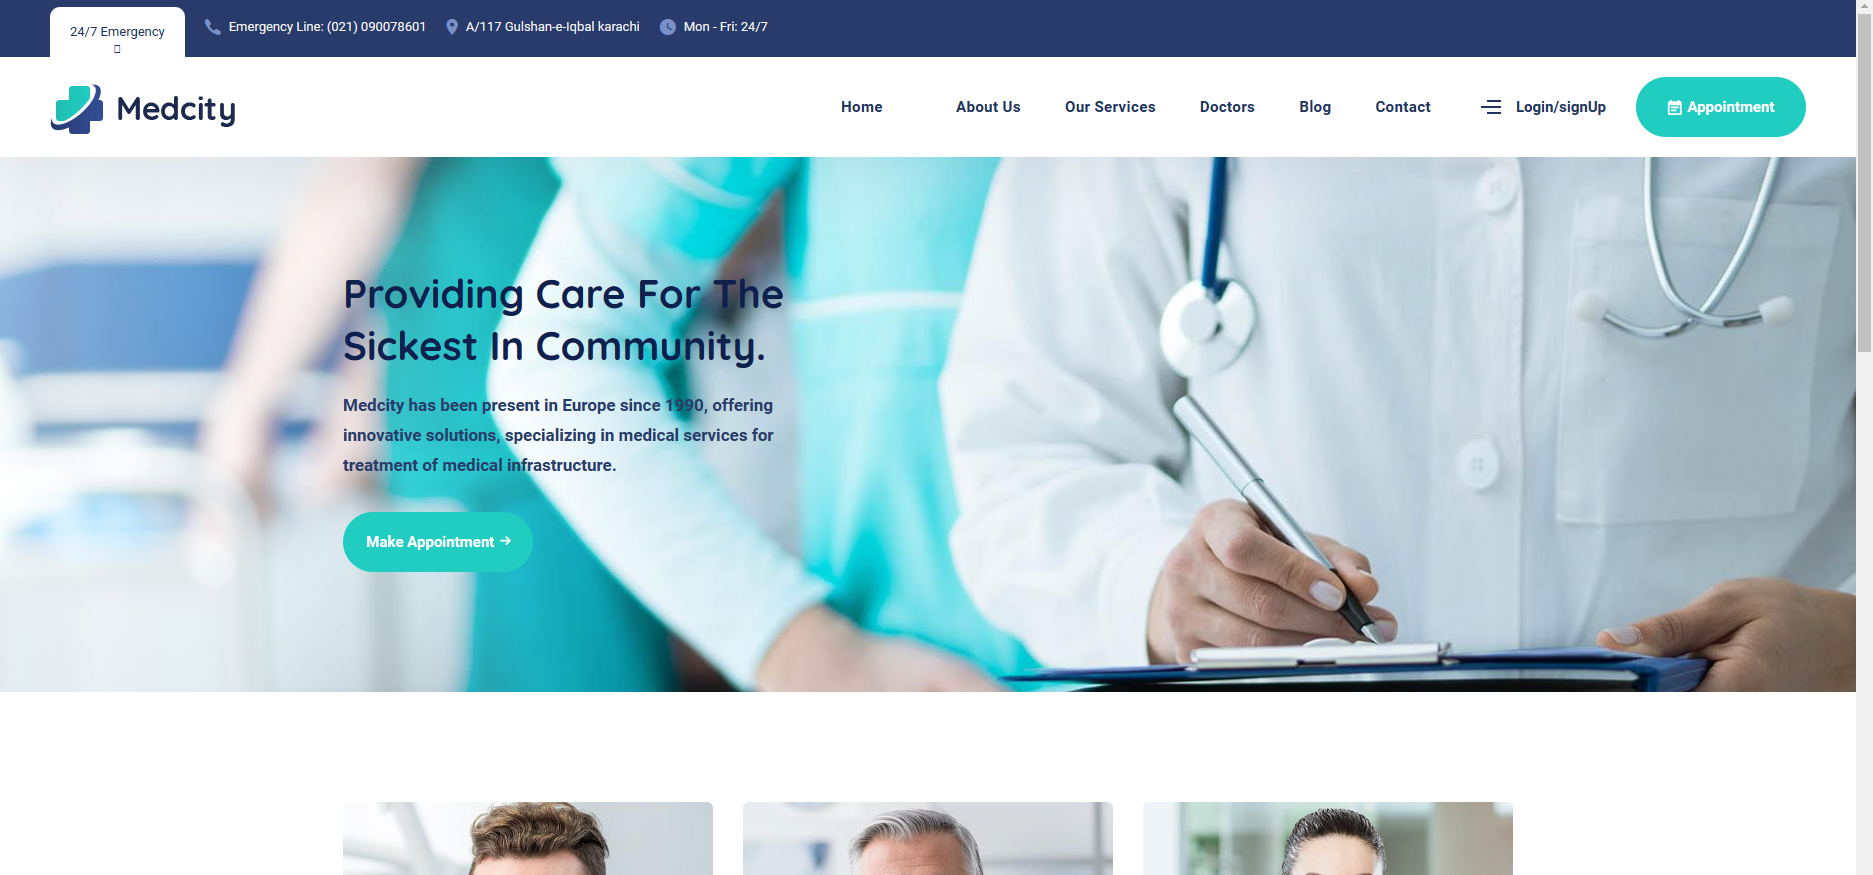 24/7 Emergency
Emergency Line: (021) 090078601
A/117 Gulshan-e-Iqbal karachi
Mon - Fri: 24/7
Medcity
Home
About Us
Our Services
Doctors
Blog
Contact
Login/signUp
Appointment
Providing Care For The
Sickest In Community.
Medcity has been present in Europe since 1990, offering
innovative solutions, specializing in medical services for
treatment of medical infrastructure.
Make Appointment →